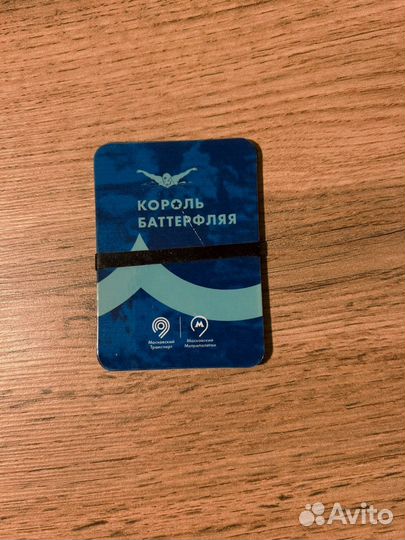 КОРОЛЬ
БАТТЕРФЛЯЯ
Московский
Транспорт
Московский
Метрополитен
Avito